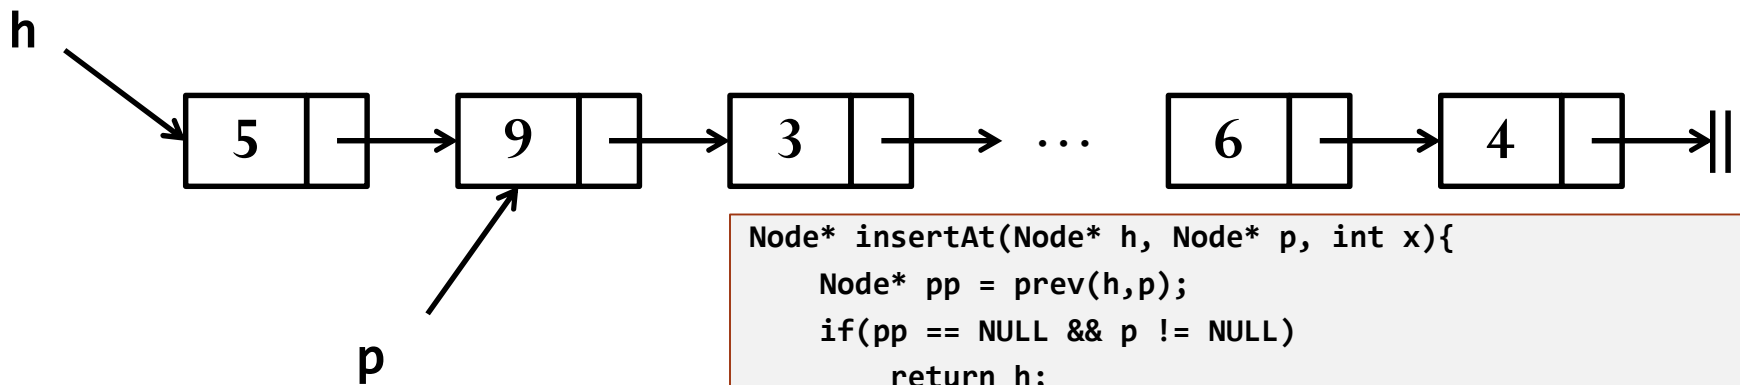 h
5 9 3 ... 6 4
p
Node* insertAt(Node* h, Node* p, int x){
Node* pp = prev(h,p);
if(pp == NULL && p != NULL)
return h;